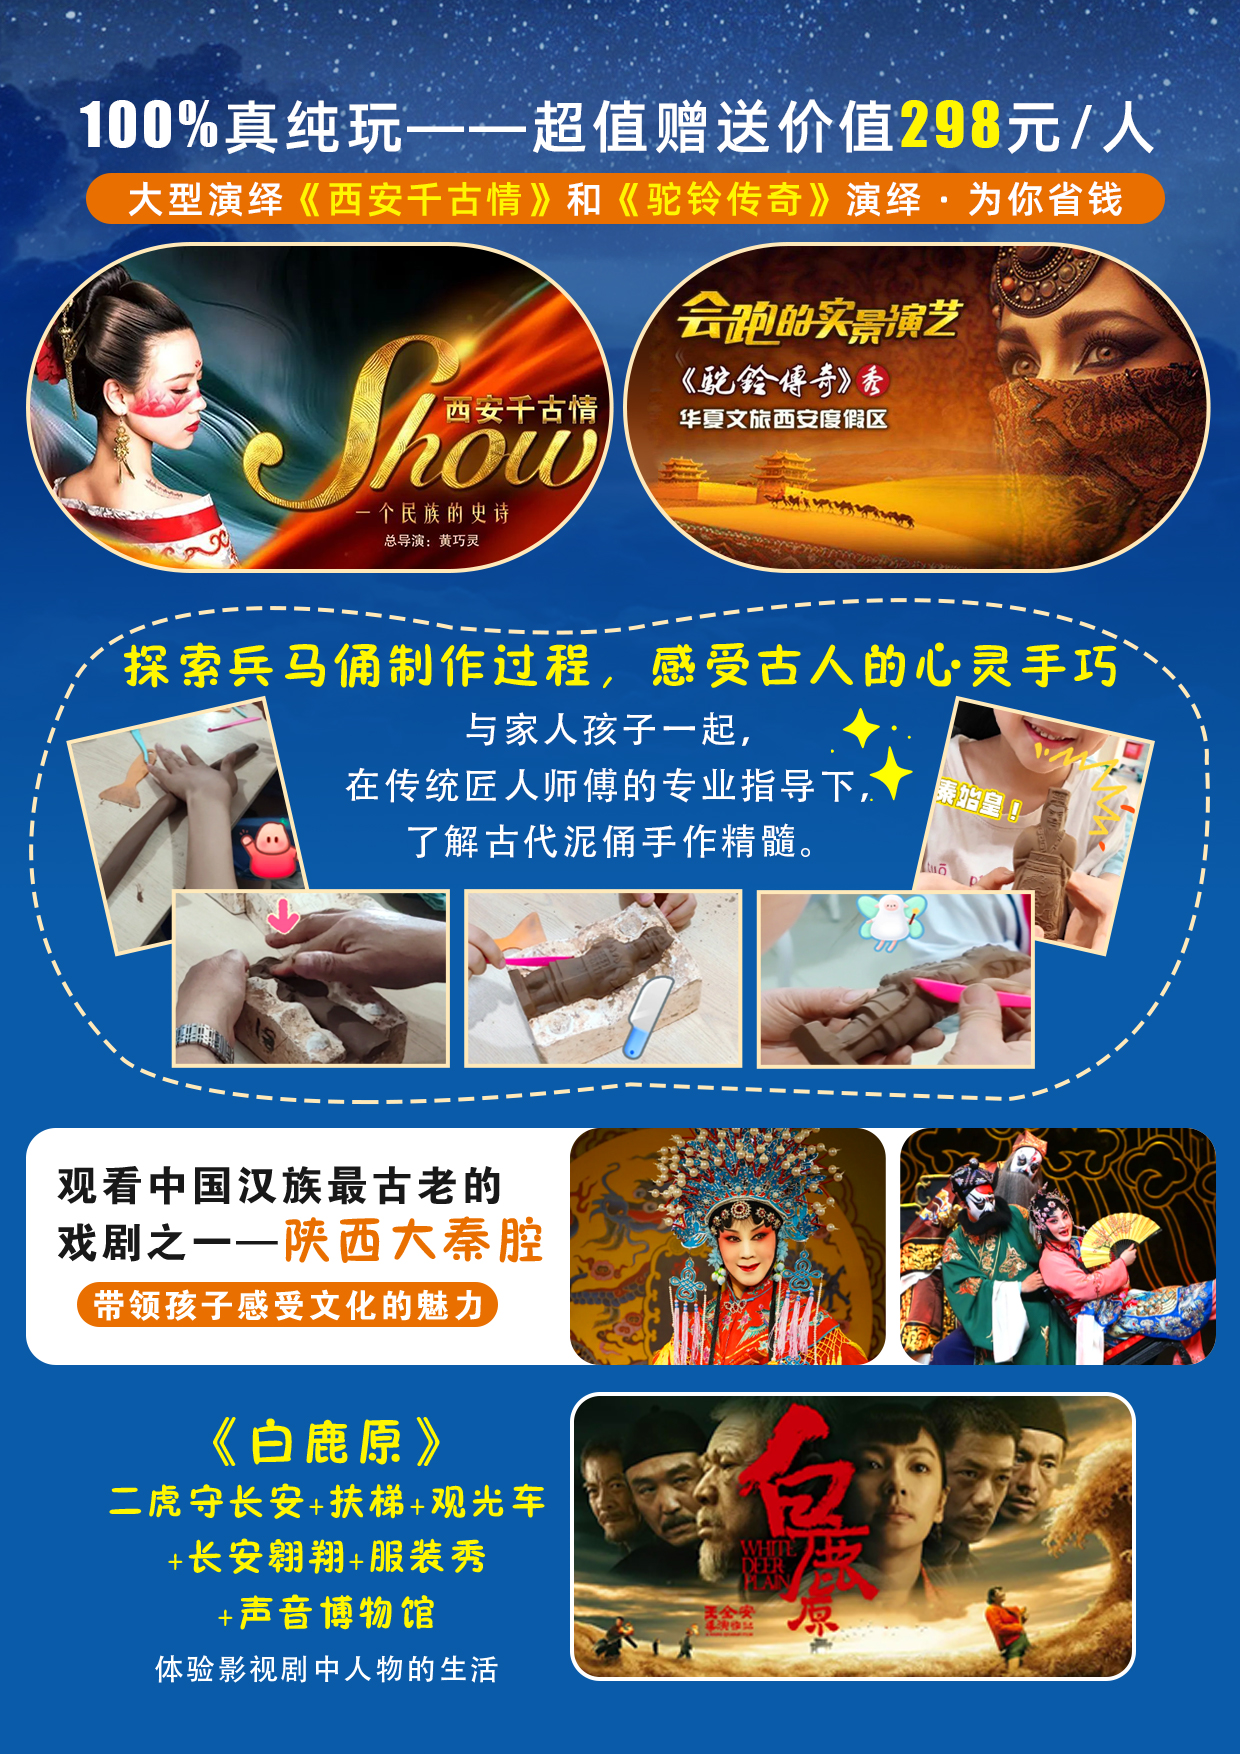 100%真纯玩——超值赠送价值298元/人
大型演绎《西安千古情》和《驼铃传奇》演绎·为你省钱
Show
西安千古情
一个民族的史诗
总导演：黄巧灵
会跑的实景演艺
《驼铃傳奇》秀
华夏文旅西安度假区
探索兵马俑制作过程，感受古人的心灵手巧
与家人孩子一起，
在传统匠人师傅的专业指导下，
了解古代泥俑手作精髓。
秦始皇！
观看中国汉族最古老的
戏剧之一—陕西大秦腔
带领孩子感受文化的魅力
《白鹿原》
二虎守长安+扶梯+观光车
+长安翱翔+服装秀
+声音博物馆
体验影视剧中人物的生活
白鹿原
WHITE
DEER
PLAIN
王全安